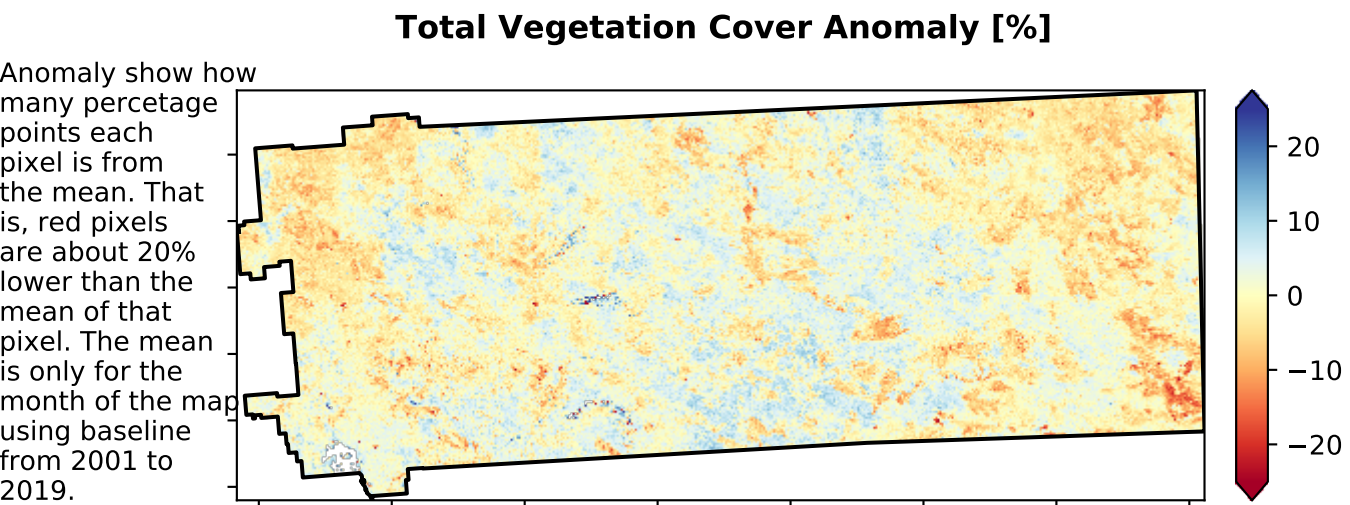 Total Vegetation Cover Anomaly [%]
Anomaly show how
many percetage
points each
pixel is from
the mean. That
is, red pixels
are about 20%
lower than the
mean of that
pixel. The mean
is only for the
month of the map
using baseline
from 2001 to
2019.
20
10
0
−10
−20